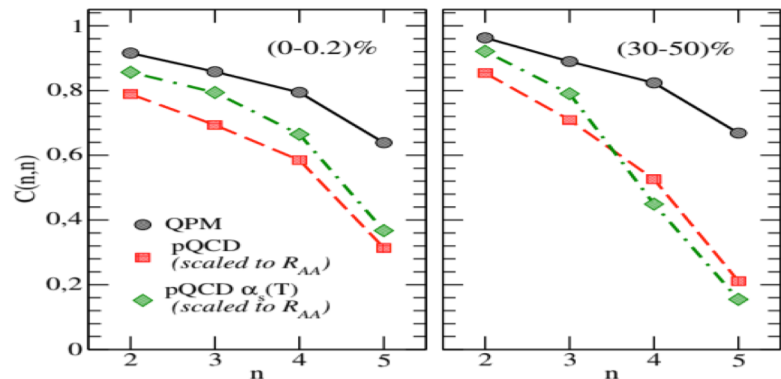 1
0,8
0,6
0,4
0,2
0
C(n,n)
(0-0.2)%
QPM
pQCD
(scaled to R_AA)
pQCD α_s(T)
(scaled to R_AA)
2 3 4 5
n
(30-50)%
2 3 4 5
n